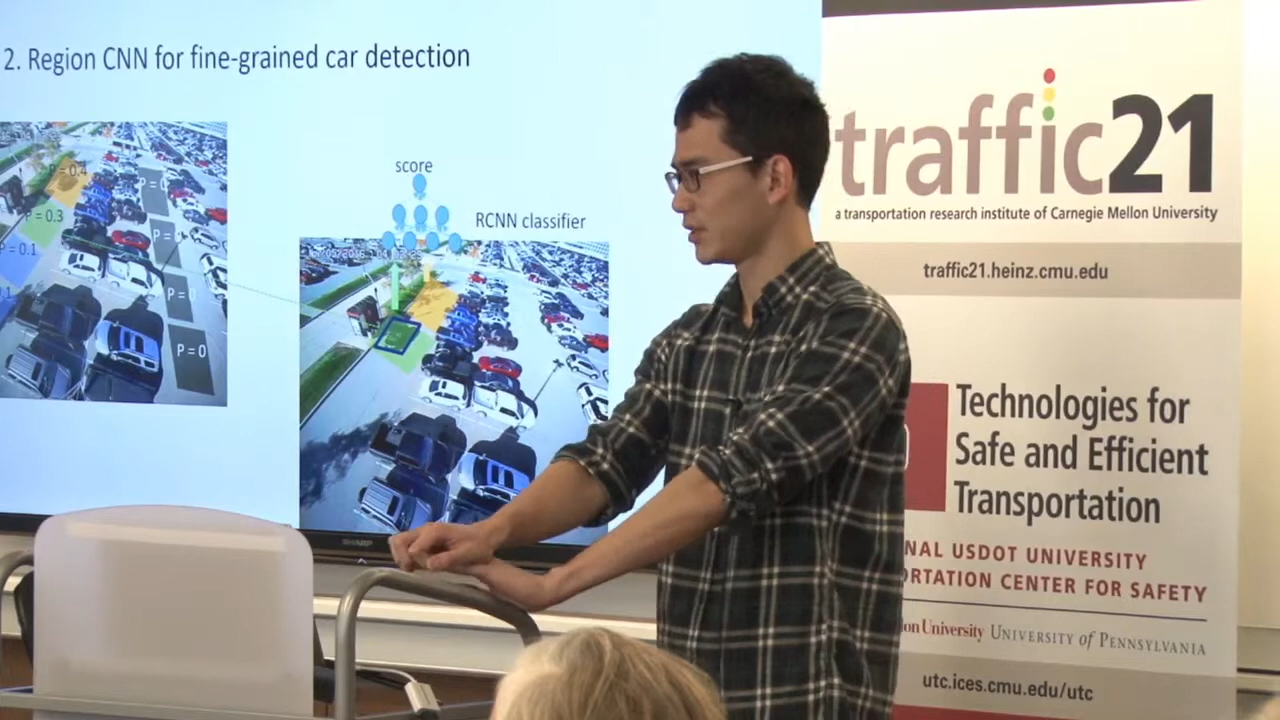 2. Region CNN for fine-grained car detection
P = 0.4
P = 0.3
P = 0.1
P = 0
P = 0
P = 0
score
RCNN classifier
SHARP
traffic21
a transportation research institute of Carnegie Mellon University
traffic21.heinz.cmu.edu
Technologies for
Safe and Efficient
Transportation
NAL USDOT UNIVERSITY
ORTATION CENTER FOR SAFETY
on University UNIVERSITY of PENNSYLVANIA
utc.ices.cmu.edu/utc